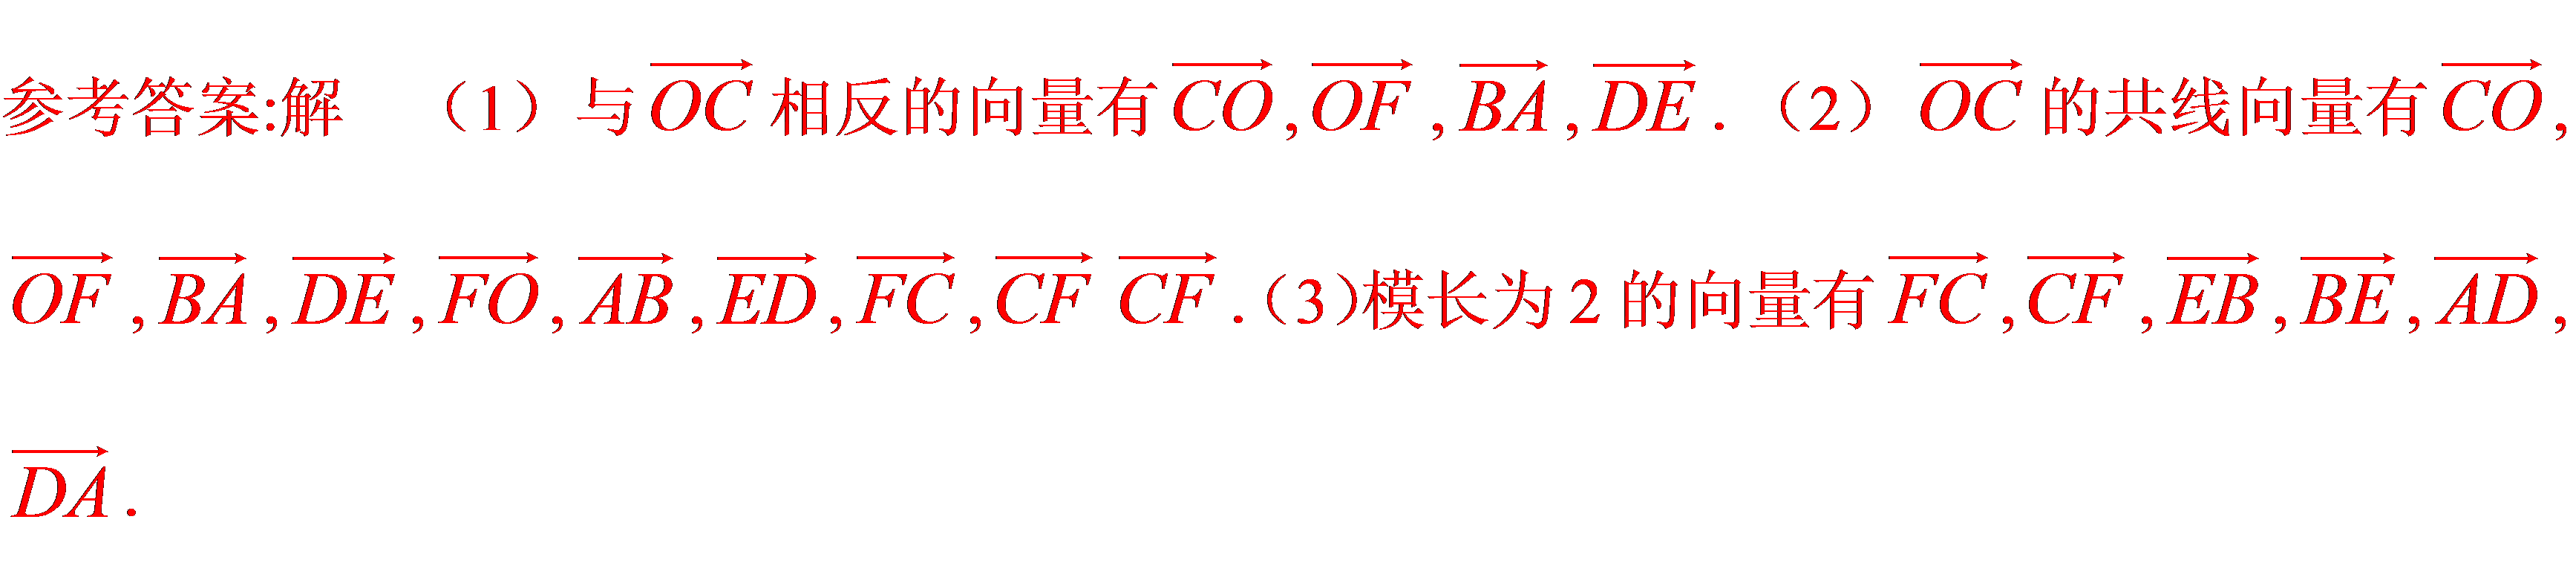 参考答案:解 （1）与$\overrightarrow{OC}$相反的向量有$\overrightarrow{CO}$,$\overrightarrow{OF}$,$\overrightarrow{BA}$,$\overrightarrow{DE}$.（2）$\overrightarrow{OC}$的共线向量有$\overrightarrow{CO}$,
$\overrightarrow{OF}$,$\overrightarrow{BA}$,$\overrightarrow{DE}$,$\overrightarrow{FO}$,$\overrightarrow{AB}$,$\overrightarrow{ED}$,$\overrightarrow{FC}$,$\overrightarrow{CF}$ $\overrightarrow{CF}$.（3)模长为2的向量有$\overrightarrow{FC}$,$\overrightarrow{CF}$,$\overrightarrow{EB}$,$\overrightarrow{BE}$,$\overrightarrow{AD}$,
$\overrightarrow{DA}$.